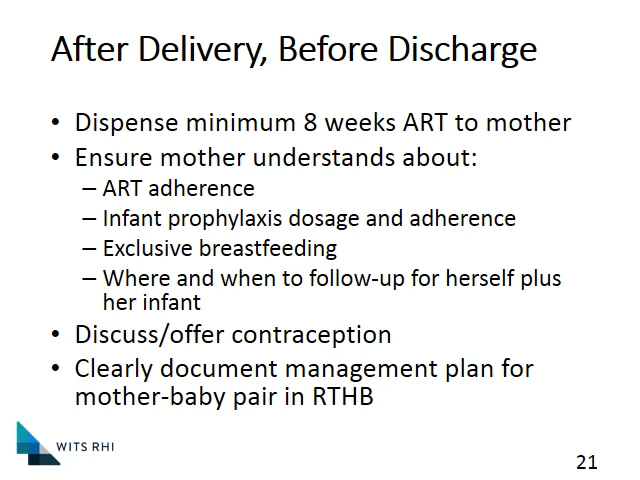 After Delivery, Before Discharge
• Dispense minimum 8 weeks ART to mother
• Ensure mother understands about:
– ART adherence
– Infant prophylaxis dosage and adherence
– Exclusive breastfeeding
– Where and when to follow-up for herself plus
her infant
• Discuss/offer contraception
• Clearly document management plan for
mother-baby pair in RTHB
WITS RHI
21